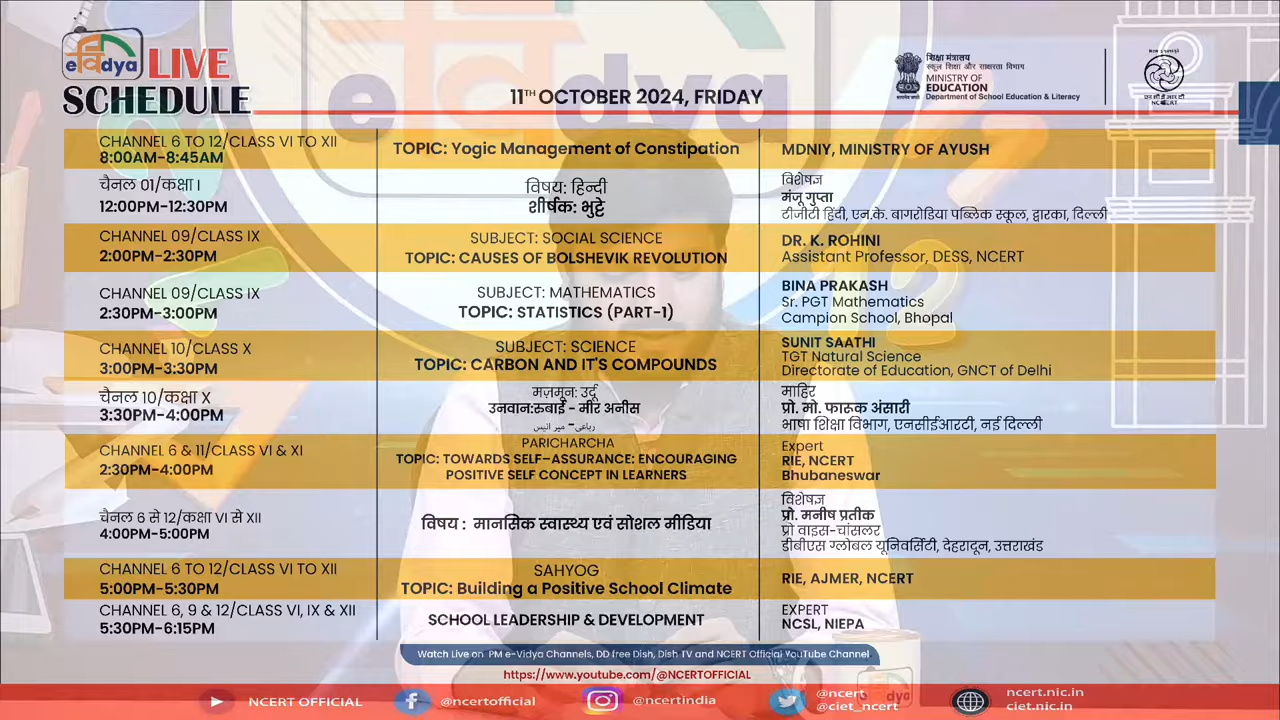 eविdya LIVE
SCHEDULE
11TH OCTOBER 2024, FRIDAY
शिक्षा मंत्रालय
स्कूल शिक्षा और साक्षरता विभाग
MINISTRY OF
EDUCATION
Department of School Education & Literacy
एन सी ई आर टी
NCERT
CHANNEL 6 TO 12/CLASS VI TO XII
8:00AM-8:45AM
TOPIC: Yogic Management of Constipation
MDNIY, MINISTRY OF AYUSH
चैनल 01/कक्षा I
12:00PM-12:30PM
विषय: हिन्दी
शीर्षक: भुट्टे
विशेषज्ञ
मंजू गुप्ता
टीजीटी हिंदी, एन.के. बागरोडिया पब्लिक स्कूल, द्वारका, दिल्ली
CHANNEL 09/CLASS IX
2:00PM-2:30PM
SUBJECT: SOCIAL SCIENCE
TOPIC: CAUSES OF BOLSHEVIK REVOLUTION
DR. K. ROHINI
Assistant Professor, DESS, NCERT
CHANNEL 09/CLASS IX
2:30PM-3:00PM
SUBJECT: MATHEMATICS
TOPIC: STATISTICS (PART-1)
BINA PRAKASH
Sr. PGT Mathematics
Campion School, Bhopal
CHANNEL 10/CLASS X
3:00PM-3:30PM
SUBJECT: SCIENCE
TOPIC: CARBON AND IT'S COMPOUNDS
SUNIT SAATHI
TGT Natural Science
Directorate of Education, GNCT of Delhi
चैनल 10/कक्षा X
3:30PM-4:00PM
मज़मून: उर्दू
उनवान:रुबाई - मीर अनीस
رباعی- میر انیس
माहिर
प्रो. मो. फारूक अंसारी
भाषा शिक्षा विभाग, एनसीईआरटी, नई दिल्ली
CHANNEL 6 & 11/CLASS VI & XI
2:30PM-4:00PM
PARICHARCHA
TOPIC: TOWARDS SELF-ASSURANCE: ENCOURAGING
POSITIVE SELF CONCEPT IN LEARNERS
Expert
RIE, NCERT
Bhubaneswar
चैनल 6 से 12/कक्षा VI से XII
4:00PM-5:00PM
विषय : मानसिक स्वास्थ्य एवं सोशल मीडिया
विशेषज्ञ
प्रो. मनीष प्रतीक
प्रो वाइस-चांसलर
डीबीएस ग्लोबल यूनिवर्सिटी, देहरादून, उत्तराखंड
CHANNEL 6 TO 12/CLASS VI TO XII
5:00PM-5:30PM
SAHYOG
TOPIC: Building a Positive School Climate
RIE, AJMER, NCERT
CHANNEL 6, 9 & 12/CLASS VI, IX & XII
5:30PM-6:15PM
SCHOOL LEADERSHIP & DEVELOPMENT
EXPERT
NCSL, NIEPA
Watch Live on PM e-Vidya Channels, DD free Dish, Dish TV and NCERT Official YouTube Channel
https://www.youtube.com/@NCERTOFFICIAL
NCERT OFFICIAL
@ncertofficial
@ncertindia
@ncert
@ciet_ncert
ncert.nic.in
ciet.nic.in